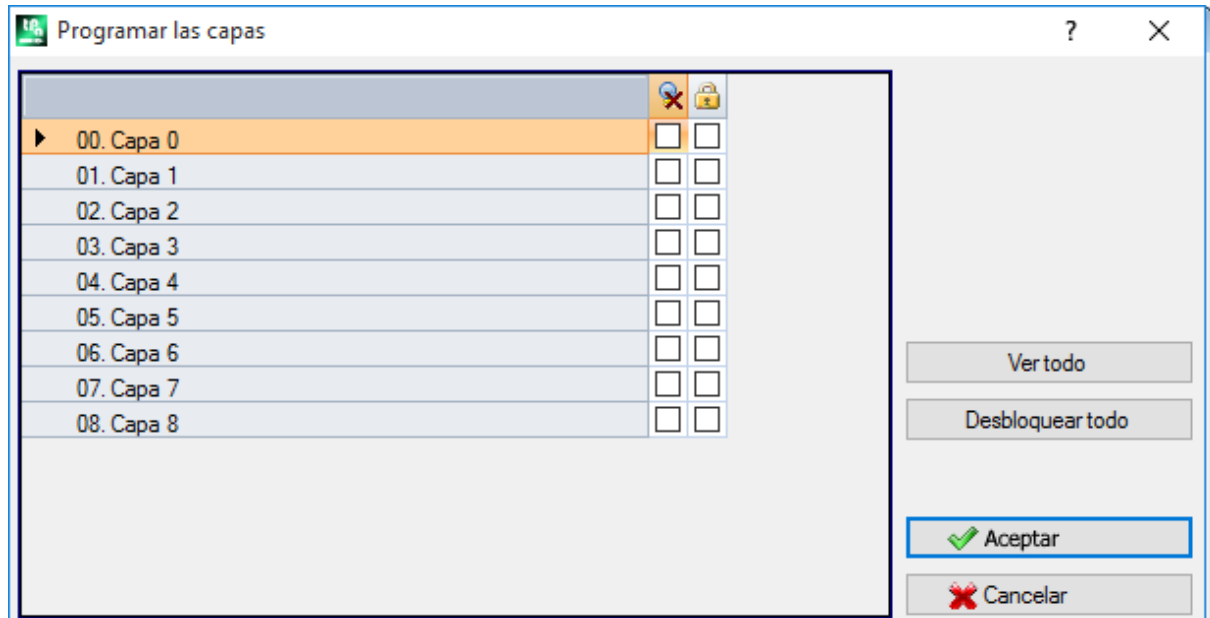 Programar las capas
00. Capa 0
01. Capa 1
02. Capa 2
03. Capa 3
04. Capa 4
05. Capa 5
06. Capa 6
07. Capa 7
08. Capa 8
Ver todo
Desbloquear todo
Aceptar
Cancelar